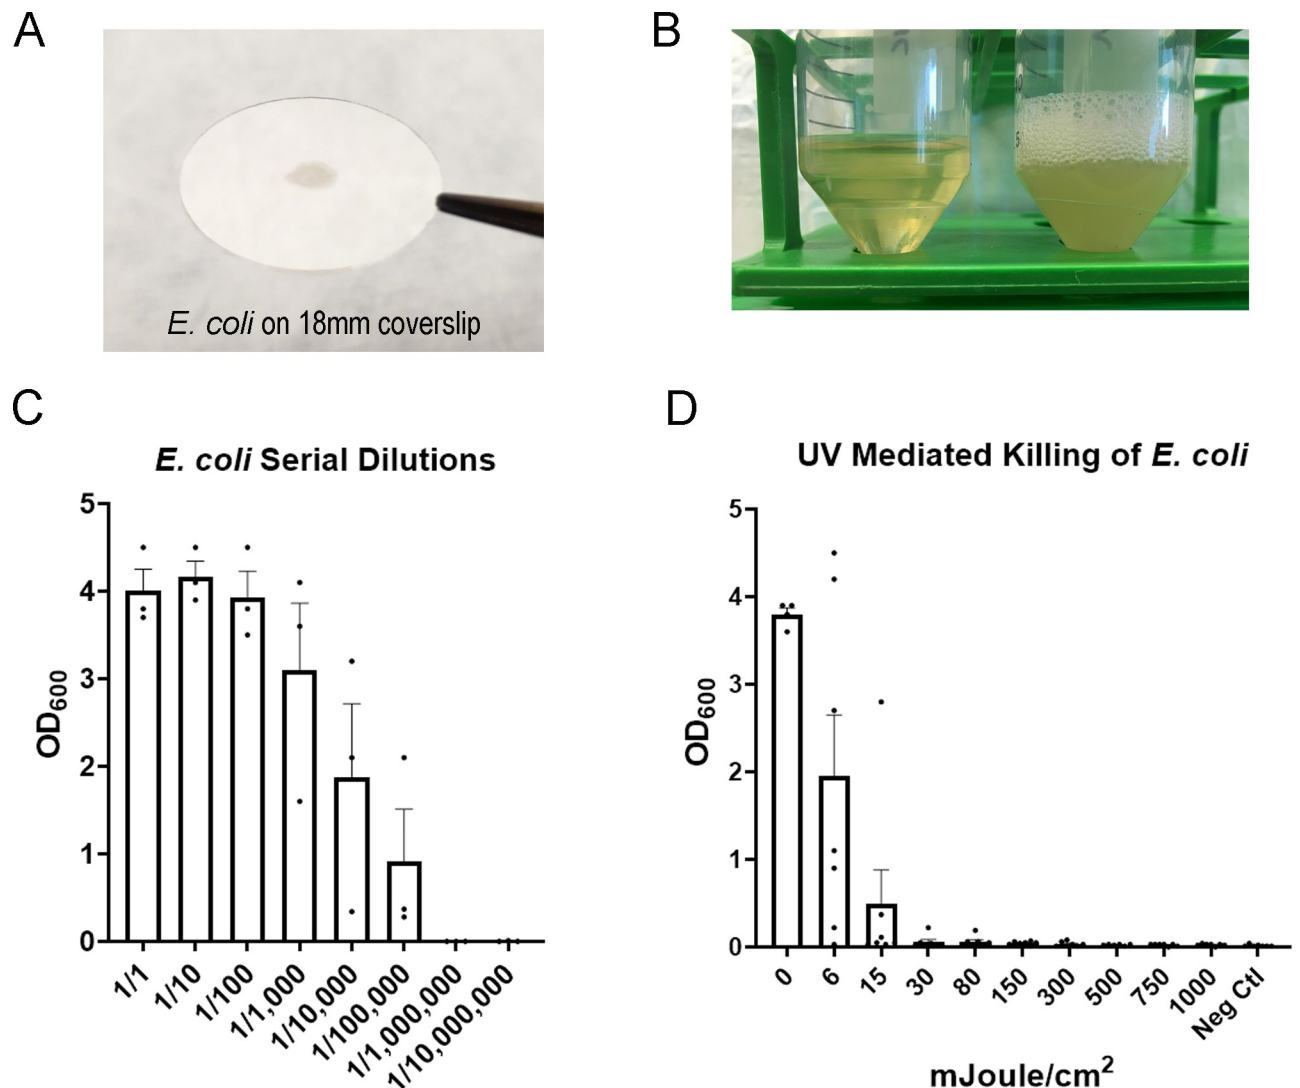 A
B
E. coli on 18mm coverslip
5
C
D
E. coli Serial Dilutions
5
4
3
2
1
0
OD600
1/1
1/10
1/100
1/1,000
1/10,000
1/100,000
1/1,000,000
1/10,000,000
UV Mediated Killing of E. coli
5
4
3
2
1
0
OD600
0
6
15
30
80
150
300
500
750
1000
Neg Ctl
mJoule/cm²